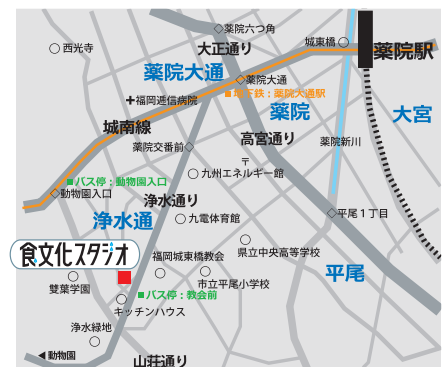 薬院六つ角
西光寺
大正通り
城東橋
薬院駅
薬院大通
薬院大通
地下鉄：薬院大通駅
福岡逓信病院
薬院
大宮
城南線
高宮通り
薬院交番前
薬院新川
〒
九州エネルギー館
バス停：動物園入口
動物園入口
浄水通り
浄水通
九電体育館
平尾１丁目
食文化スタジオ
福岡城東橋教会
県立中央高等学校
平尾
雙葉学園
市立平尾小学校
バス停：教会前
キッチンハウス
浄水緑地
動物園
山荘通り